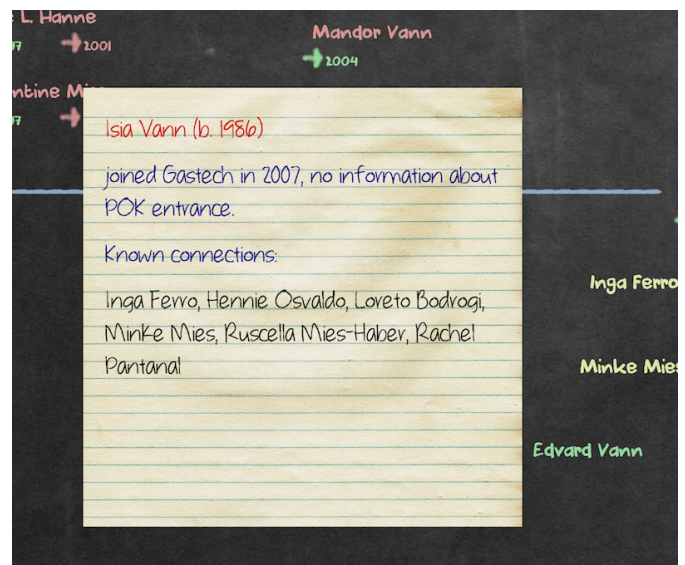 L. Hanne
Mandor Vann
2001
2004
Isia Vann (b. 1986)
joined Gastech in 2007, no information about
POK entrance.
Known connections:
Inga Ferro, Hennie Osvaldo, Loreto Bodrogi,
Minke Mies, Ruscella Mies-Haber, Rachel
Pantanal
Inga Ferro
Minke Mies
Edvard Vann